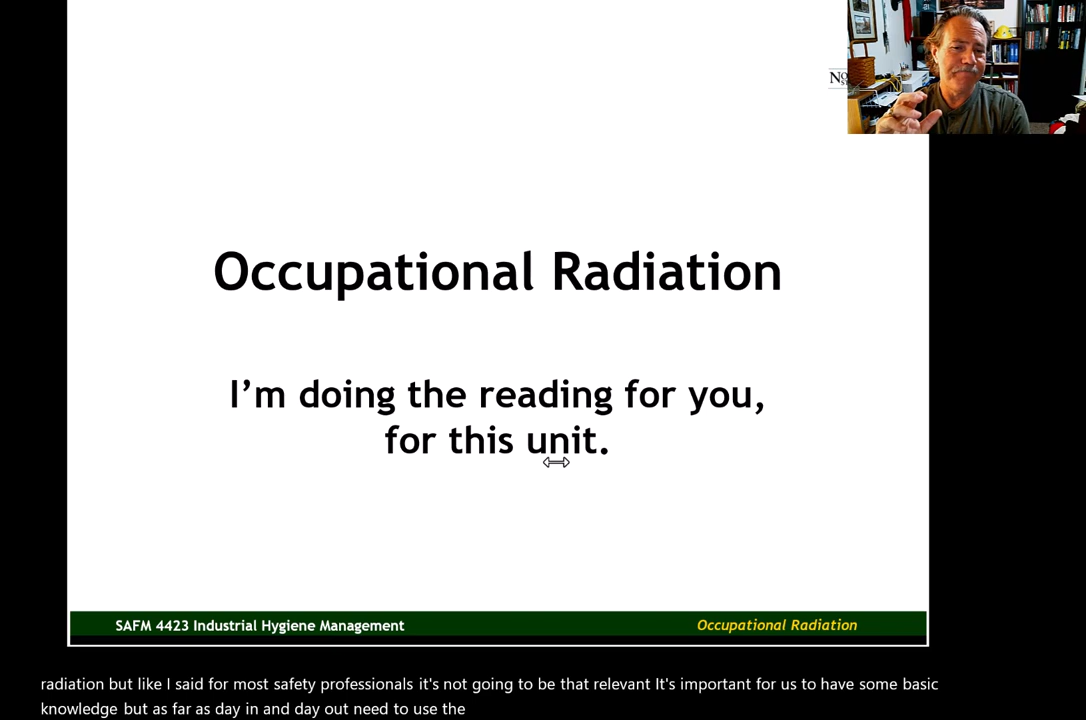 Occupational Radiation
I'm doing the reading for you,
for this unit.
SAFM 4423 Industrial Hygiene Management
Occupational Radiation
radiation but like I said for most safety professionals it's not going to be that relevant It's important for us to have some basic
knowledge but as far as day in and day out need to use the